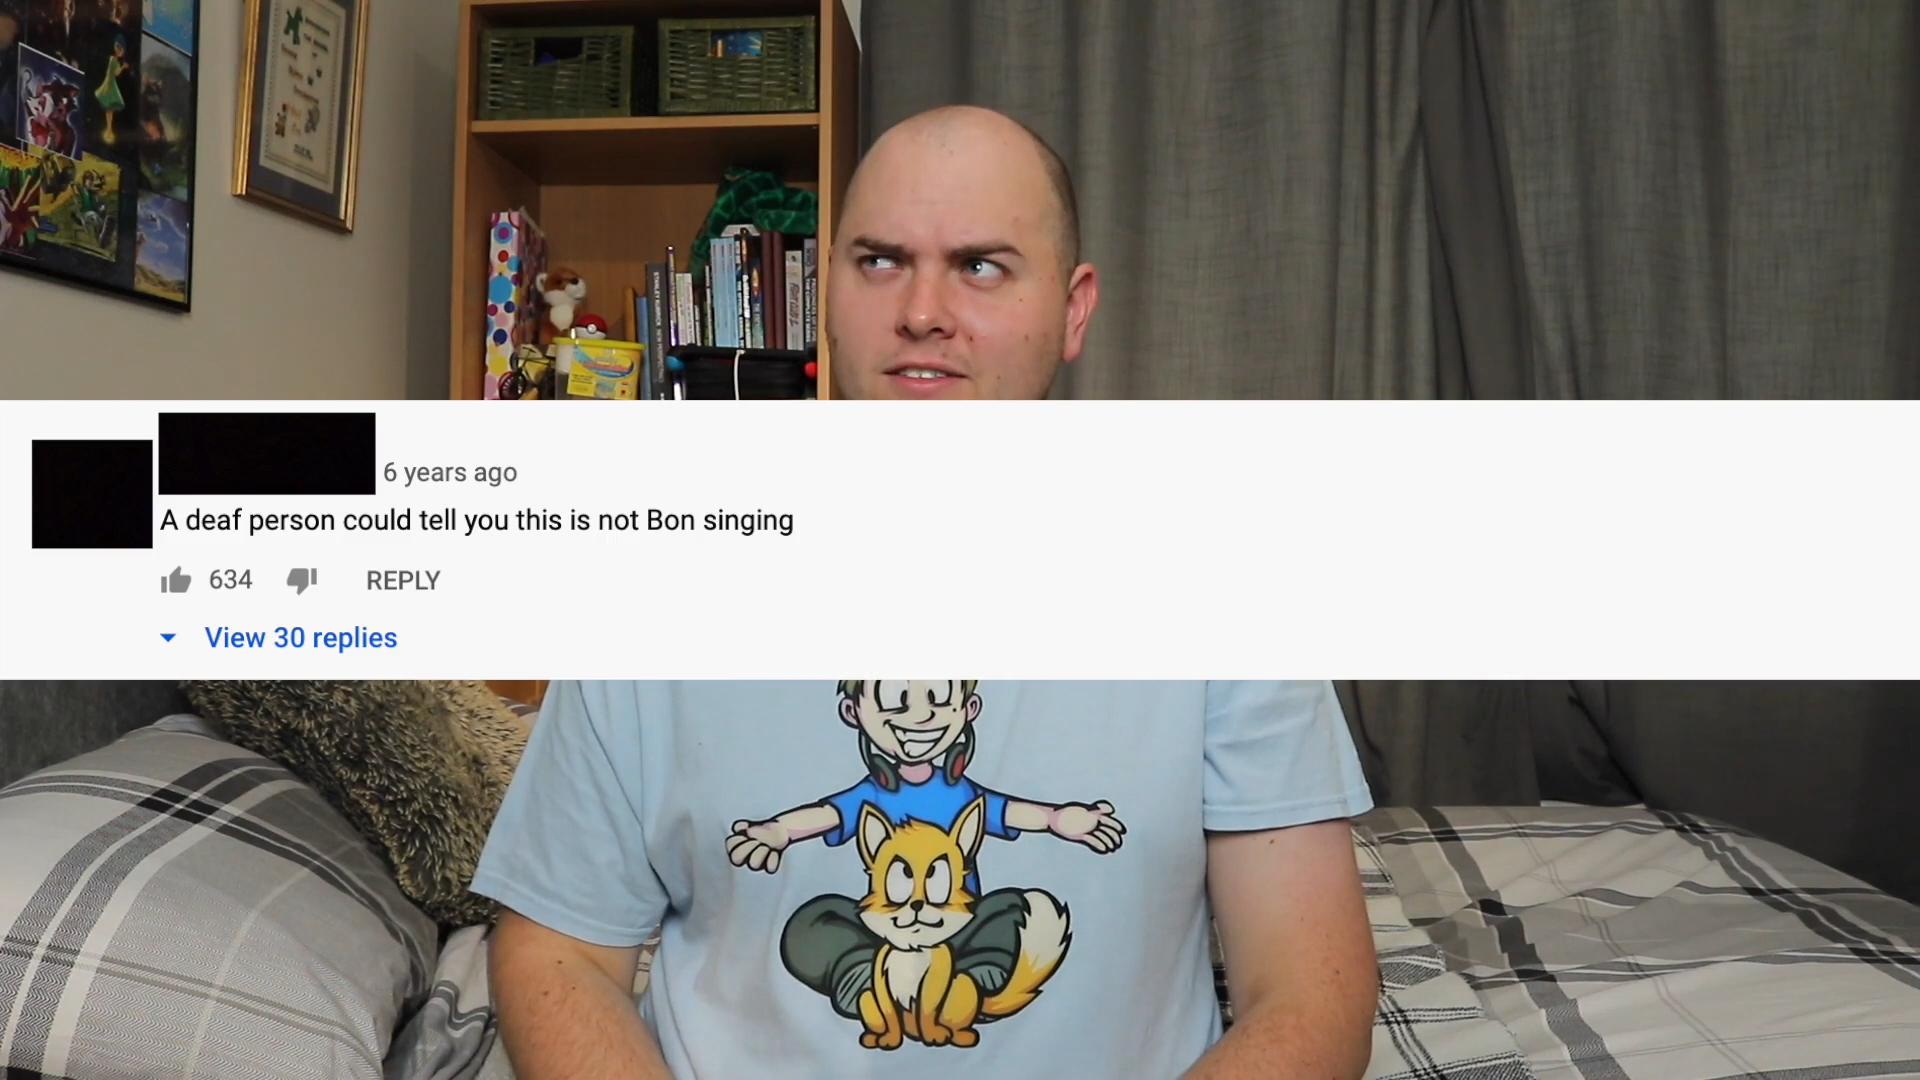 6 years ago
A deaf person could tell you this is not Bon singing
634
REPLY
View 30 replies